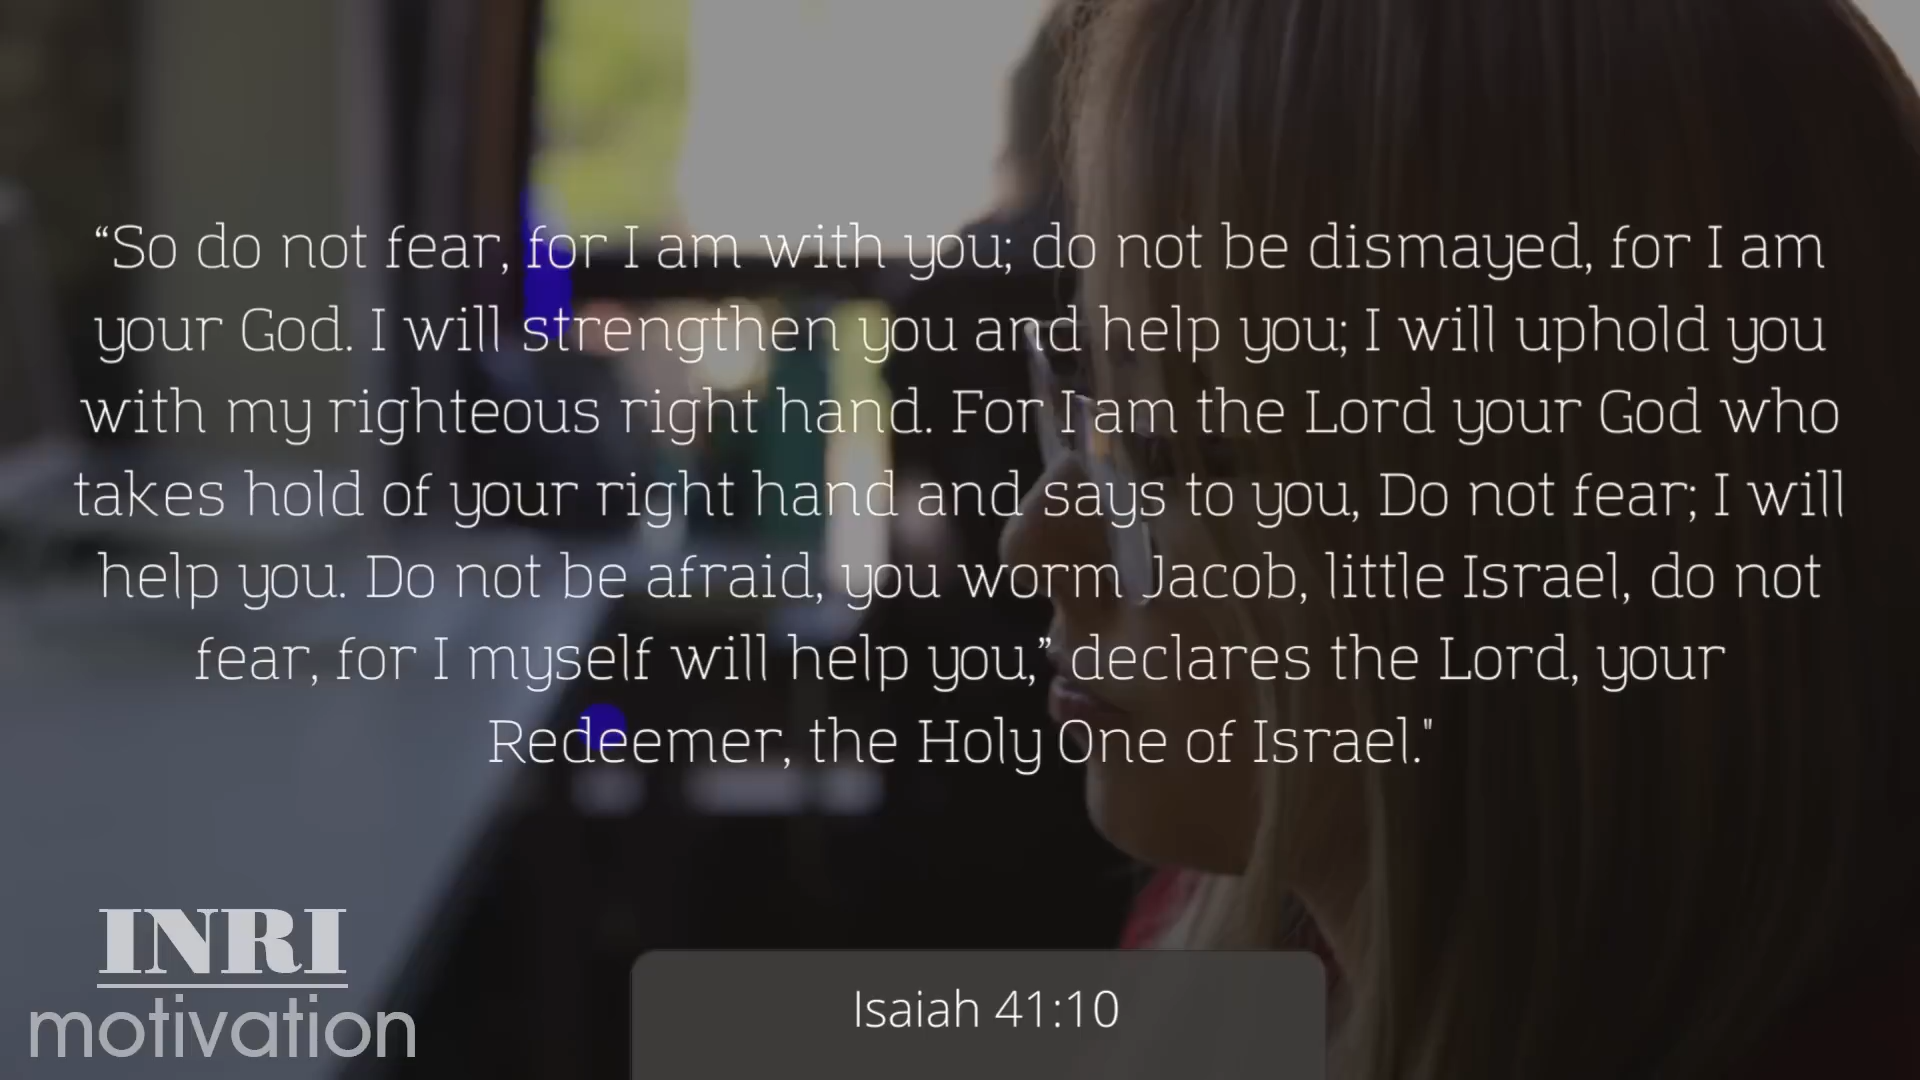 “So do not fear, for I am with you; do not be dismayed, for I am
your God. I will strengthen you and help you; I will uphold you
with my righteous right hand. For I am the Lord your God who
takes hold of your right hand and says to you, Do not fear; I will
help you. Do not be afraid, you worm Jacob, little Israel, do not
fear, for I myself will help you,” declares the Lord, your
Redeemer, the Holy One of Israel."
INRI
motivation
Isaiah 41:10